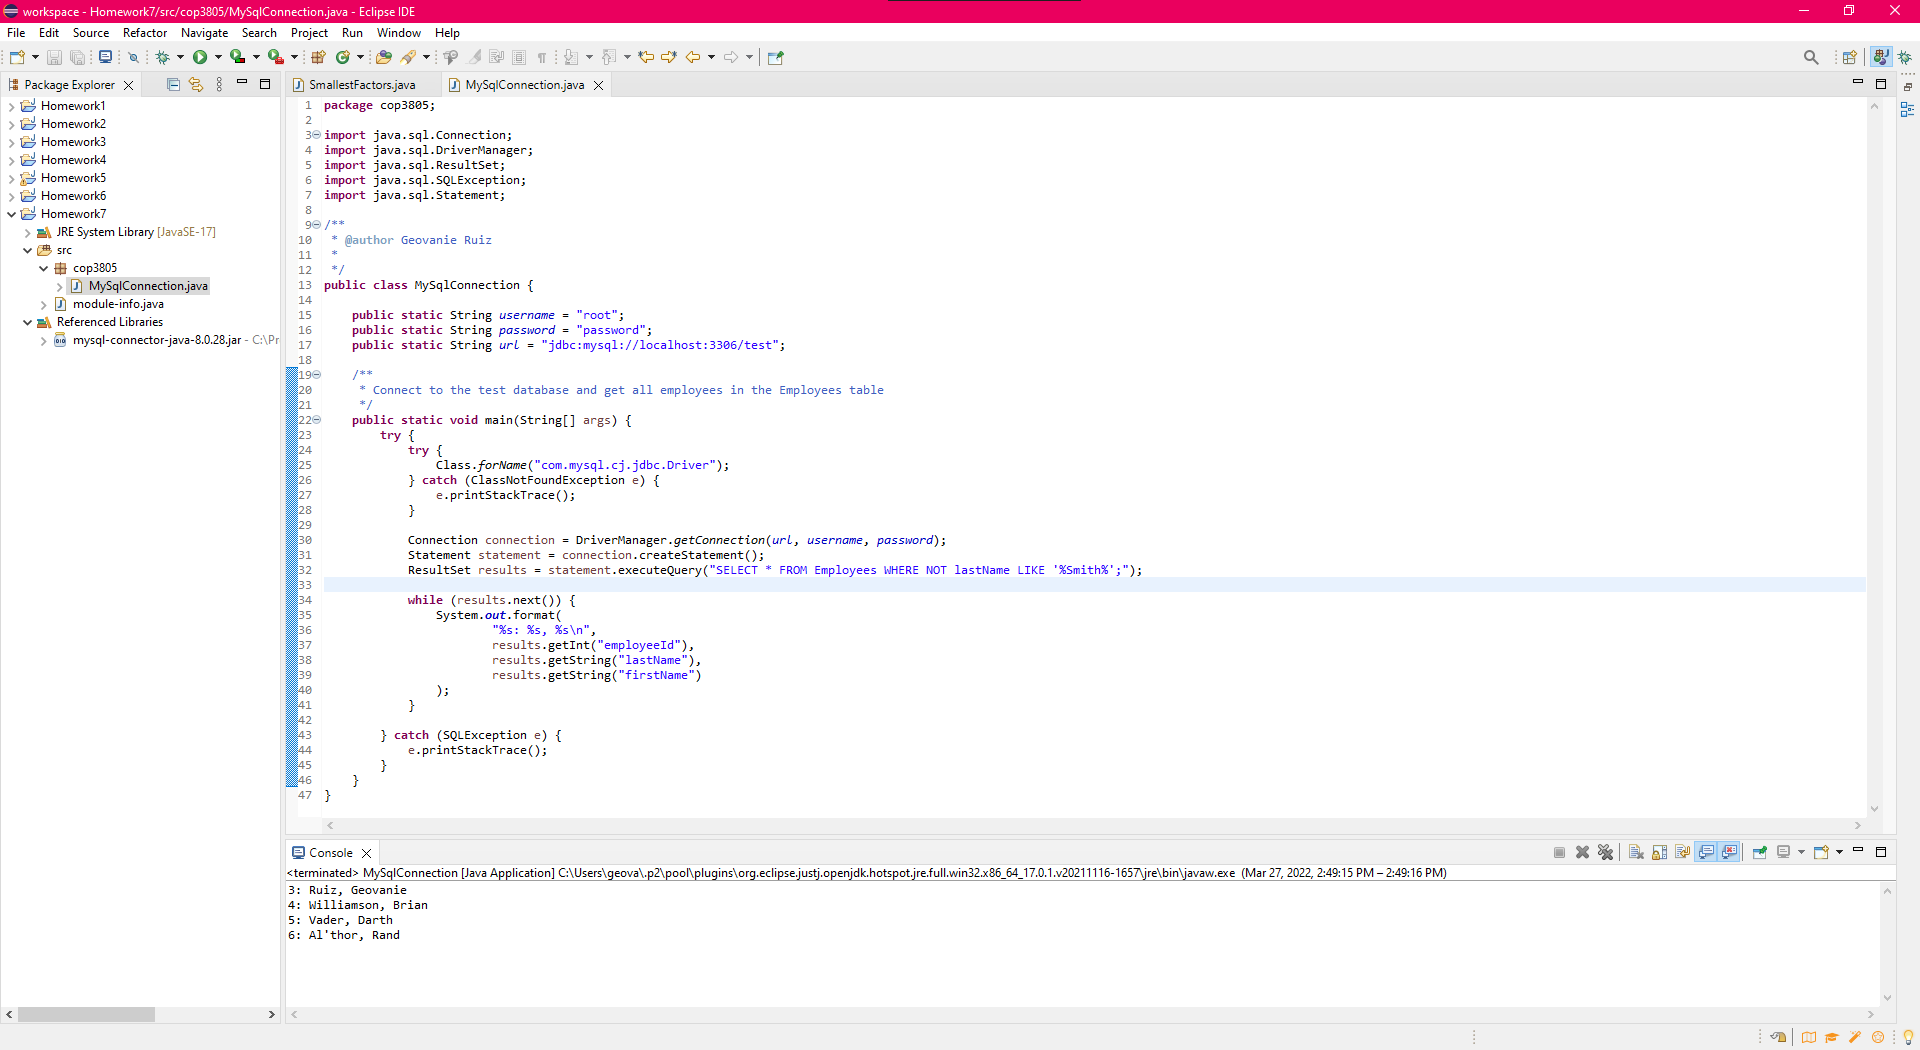 workspace - Homework7/src/cop3805/MySqlConnection.java - Eclipse IDE
File Edit Source Refactor Navigate Search Project Run Window Help
Package Explorer
Homework1
Homework2
Homework3
Homework4
Homework5
Homework6
Homework7
JRE System Library [JavaSE-17]
src
cop3805
MySqlConnection.java
module-info.java
Referenced Libraries
mysql-connector-java-8.0.28.jar - C:\Pr
SmallestFactors.java MySqlConnection.java
1 package cop3805;
2
3 import java.sql.Connection;
4 import java.sql.DriverManager;
5 import java.sql.ResultSet;
6 import java.sql.SQLException;
7 import java.sql.Statement;
8
9 /**
10 * @author Geovanie Ruiz
11 *
12 */
13 public class MySqlConnection {
14
15 public static String username = "root";
16 public static String password = "password";
17 public static String url = "jdbc:mysql://localhost:3306/test";
18
19 /**
20 * Connect to the test database and get all employees in the Employees table
21 */
22 public static void main(String[] args) {
23 try {
24 try {
25 Class.forName("com.mysql.cj.jdbc.Driver");
26 } catch (ClassNotFoundException e) {
27 e.printStackTrace();
28 }
29
30 Connection connection = DriverManager.getConnection(url, username, password);
31 Statement statement = connection.createStatement();
32 ResultSet results = statement.executeQuery("SELECT * FROM Employees WHERE NOT lastName LIKE '%Smith%';");
33
34 while (results.next()) {
35 System.out.format(
36 "%s: %s, %s\n",
37 results.getInt("employeeId"),
38 results.getString("lastName"),
39 results.getString("firstName")
40 );
41 }
42
43 } catch (SQLException e) {
44 e.printStackTrace();
45 }
46 }
47 }
Console
<terminated> MySqlConnection [Java Application] C:\Users\geova\.p2\pool\plugins\org.eclipse.justj.openjdk.hotspot.jre.full.win32.x86_64_17.0.1.v20211116-1657\jre\bin\javaw.exe (Mar 27, 2022, 2:49:15 PM – 2:49:16 PM)
3: Ruiz, Geovanie
4: Williamson, Brian
5: Vader, Darth
6: Al'thor, Rand